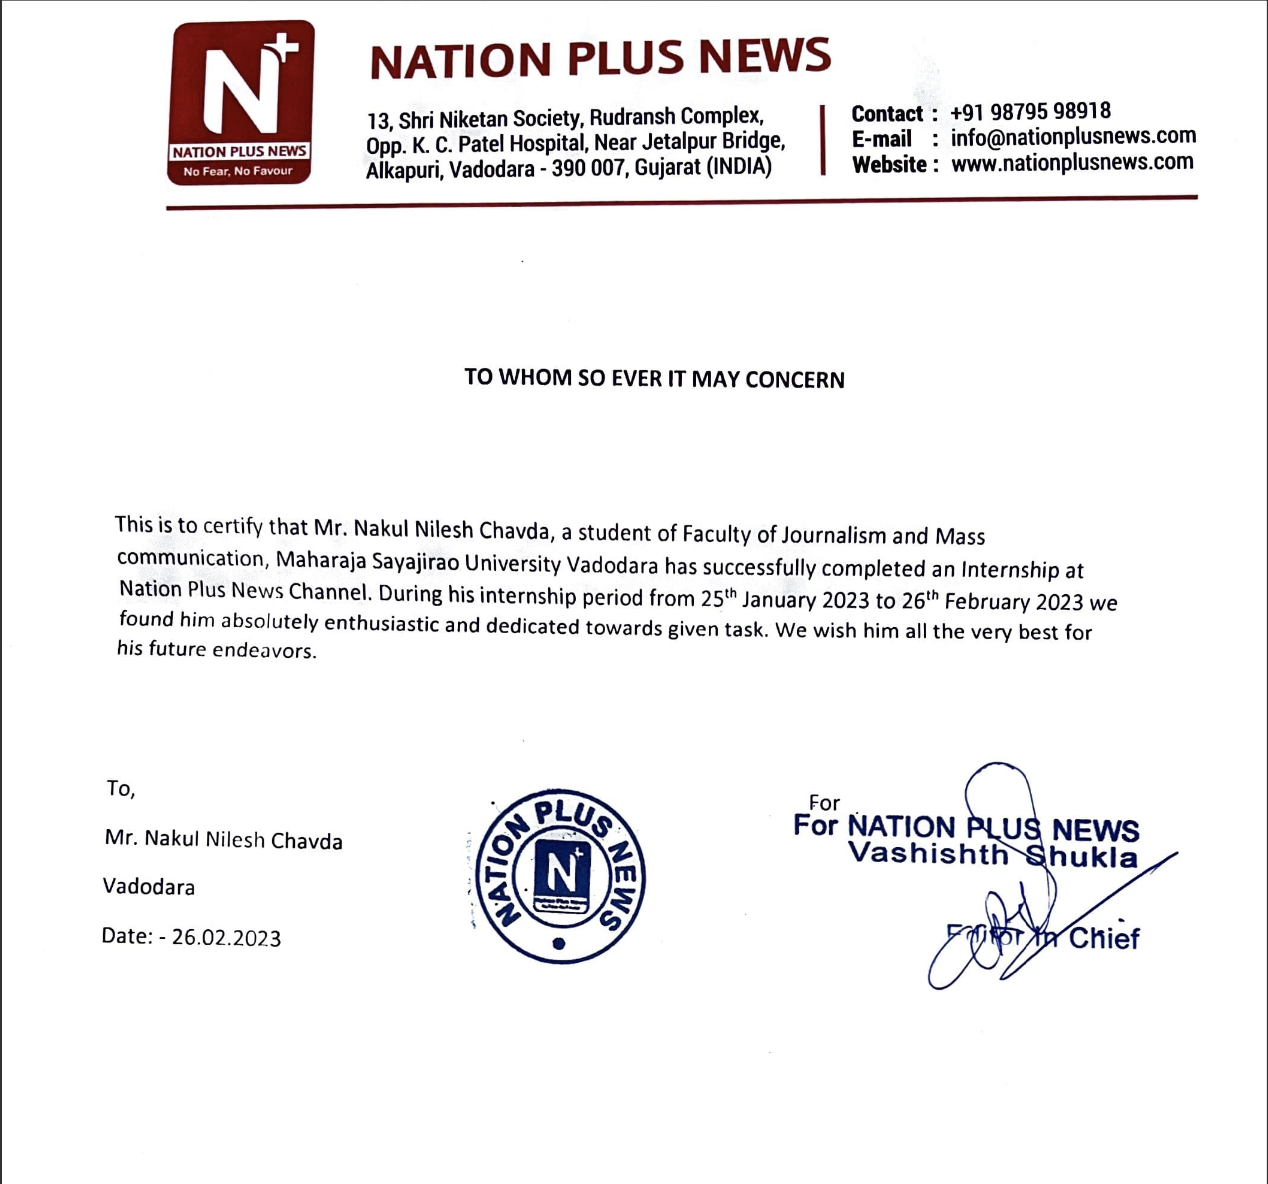 N+
NATION PLUS NEWS
No Fear, No Favour
NATION PLUS NEWS
13, Shri Niketan Society, Rudransh Complex,
Opp. K. C. Patel Hospital, Near Jetalpur Bridge,
Alkapuri, Vadodara - 390 007, Gujarat (INDIA)
Contact : +91 98795 98918
E-mail : info@nationplusnews.com
Website : www.nationplusnews.com
TO WHOM SO EVER IT MAY CONCERN
This is to certify that Mr. Nakul Nilesh Chavda, a student of Faculty of Journalism and Mass
communication, Maharaja Sayajirao University Vadodara has successfully completed an Internship at
Nation Plus News Channel. During his internship period from 25th January 2023 to 26th February 2023 we
found him absolutely enthusiastic and dedicated towards given task. We wish him all the very best for
his future endeavors.
To,
Mr. Nakul Nilesh Chavda
Vadodara
Date: - 26.02.2023
NATION PLUS NEWS
N+
For
For NATION PLUS NEWS
Vashishth Shukla
Editor In Chief